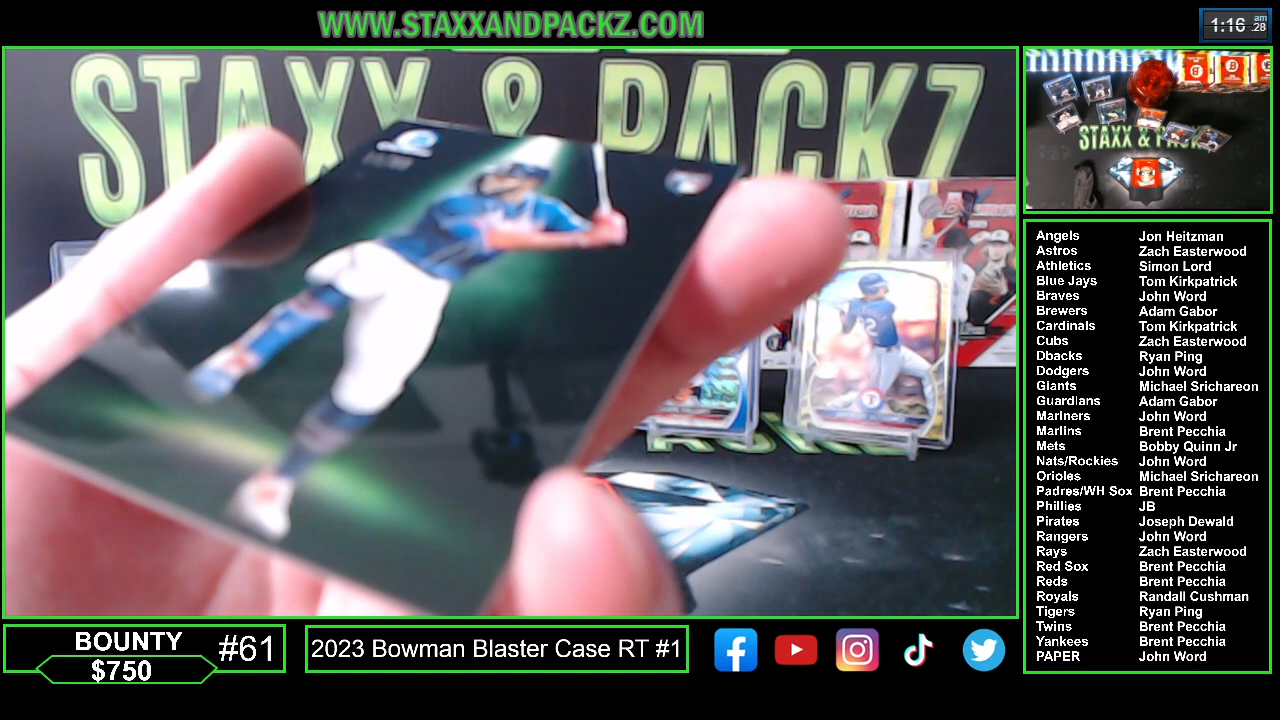 WWW.STAXXANDPACKZ.COM
1:16 am .28
STAXX & PACKZ
STAXX & PACKZ
Angels Jon Heitzman
Astros Zach Easterwood
Athletics Simon Lord
Blue Jays Tom Kirkpatrick
Braves John Word
Brewers Adam Gabor
Cardinals Tom Kirkpatrick
Cubs Zach Easterwood
Dbacks Ryan Ping
Dodgers John Word
Giants Michael Srichareon
Guardians Adam Gabor
Mariners John Word
Marlins Brent Pecchia
Mets Bobby Quinn Jr
Nats/Rockies John Word
Orioles Michael Srichareon
Padres/WH Sox Brent Pecchia
Phillies JB
Pirates Joseph Dewald
Rangers John Word
Rays Zach Easterwood
Red Sox Brent Pecchia
Reds Brent Pecchia
Royals Randall Cushman
Tigers Ryan Ping
Twins Brent Pecchia
Yankees Brent Pecchia
PAPER John Word
BOUNTY
$750
#61
2023 Bowman Blaster Case RT #1